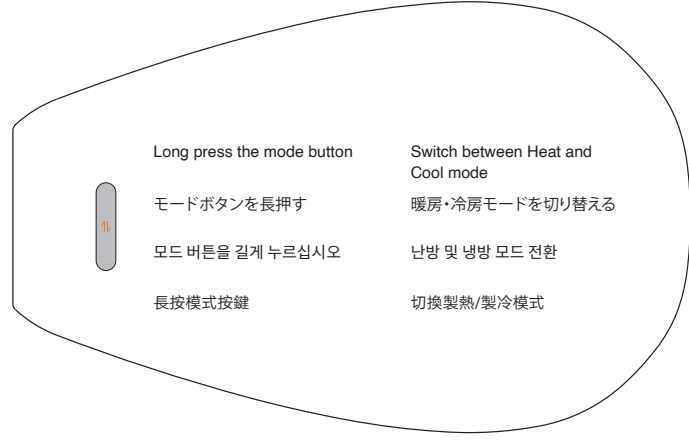 Long press the mode button
Switch between Heat and
Cool mode
モードボタンを長押す
暖房・冷房モードを切り替える
모드 버튼을 길게 누르십시오
난방 및 냉방 모드 전환
長按模式按鍵
切換製熱/製冷模式